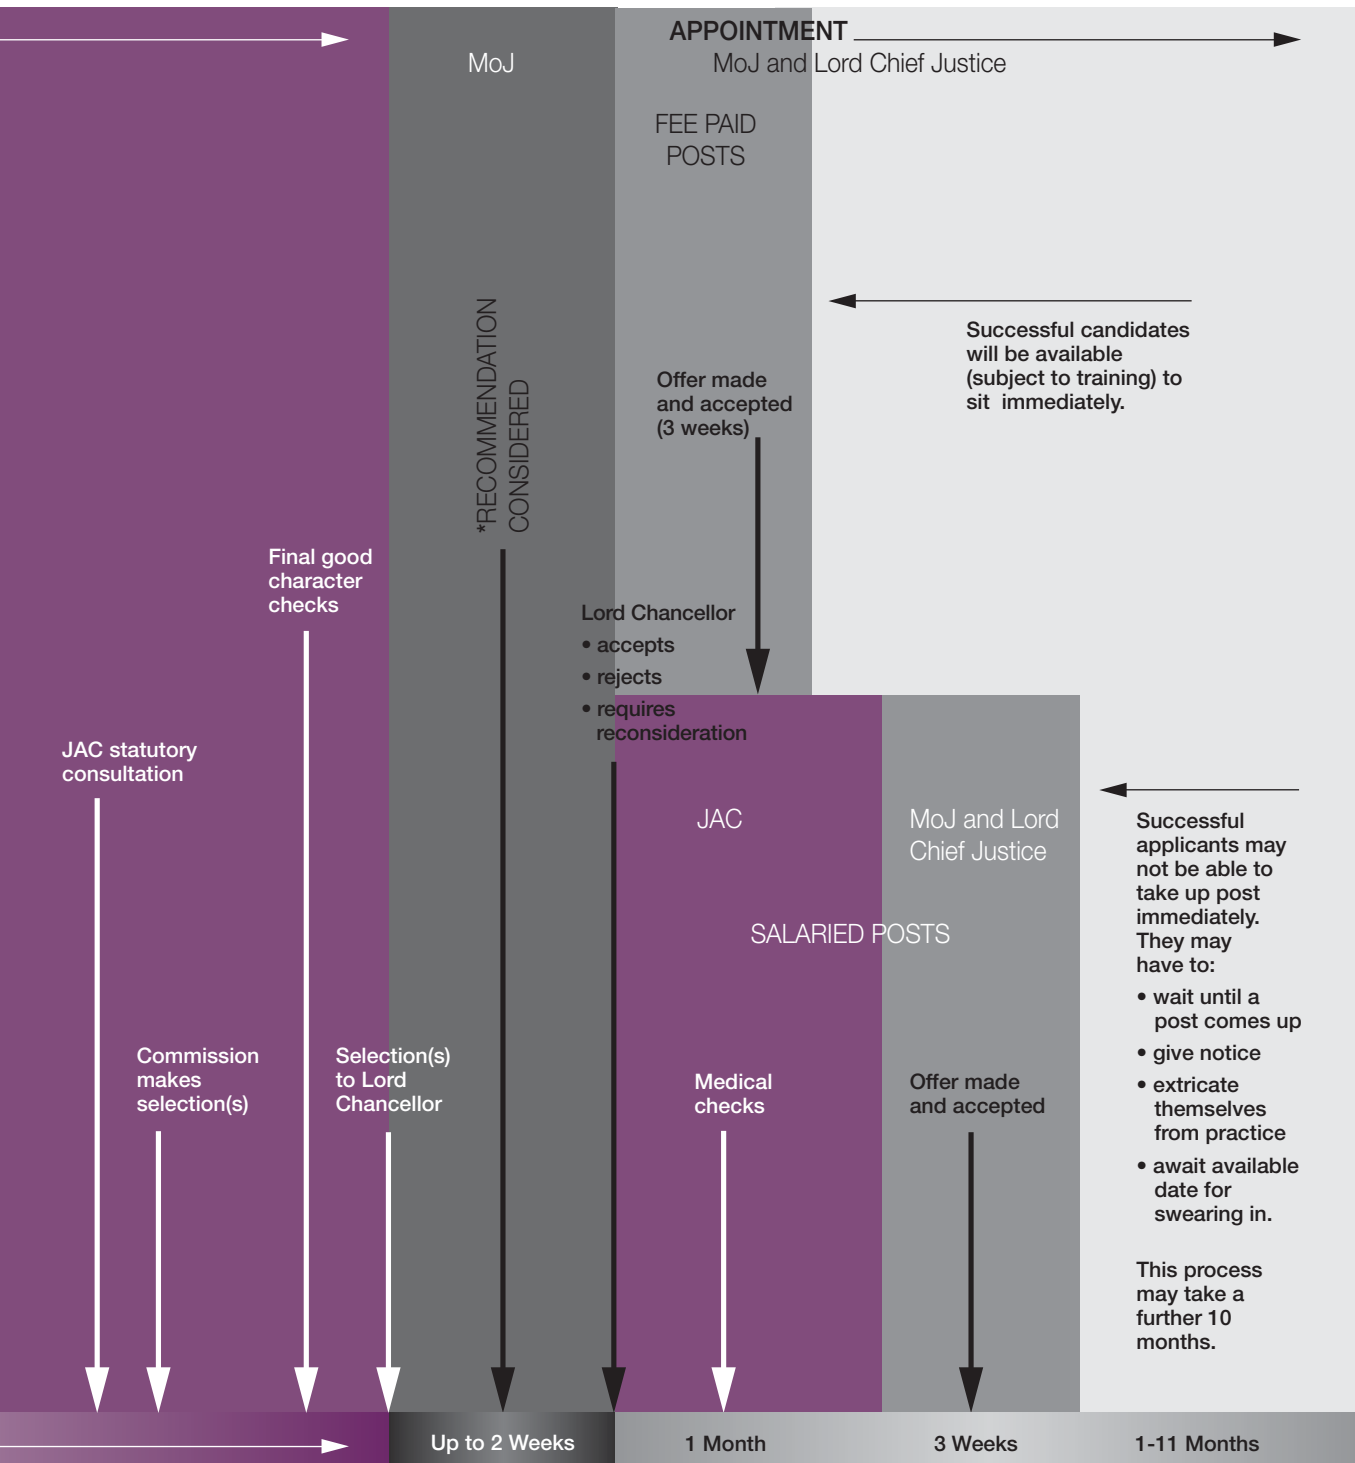 APPOINTMENT
MoJ
MoJ and Lord Chief Justice
FEE PAID
POSTS
*RECOMMENDATION
CONSIDERED
Successful candidates
will be available
(subject to training) to
sit immediately.
Offer made
and accepted
(3 weeks)
Final good
character
checks
Lord Chancellor
• accepts
• rejects
• requires
reconsideration
JAC statutory
consultation
JAC
MoJ and Lord
Chief Justice
SALARIED POSTS
Successful
applicants may
not be able to
take up post
immediately.
They may
have to:
• wait until a
post comes up
• give notice
• extricate
themselves
from practice
• await available
date for
swearing in.
This process
may take a
further 10
months.
Commission
makes
selection(s)
Selection(s)
to Lord
Chancellor
Medical
checks
Offer made
and accepted
Up to 2 Weeks
1 Month
3 Weeks
1-11 Months